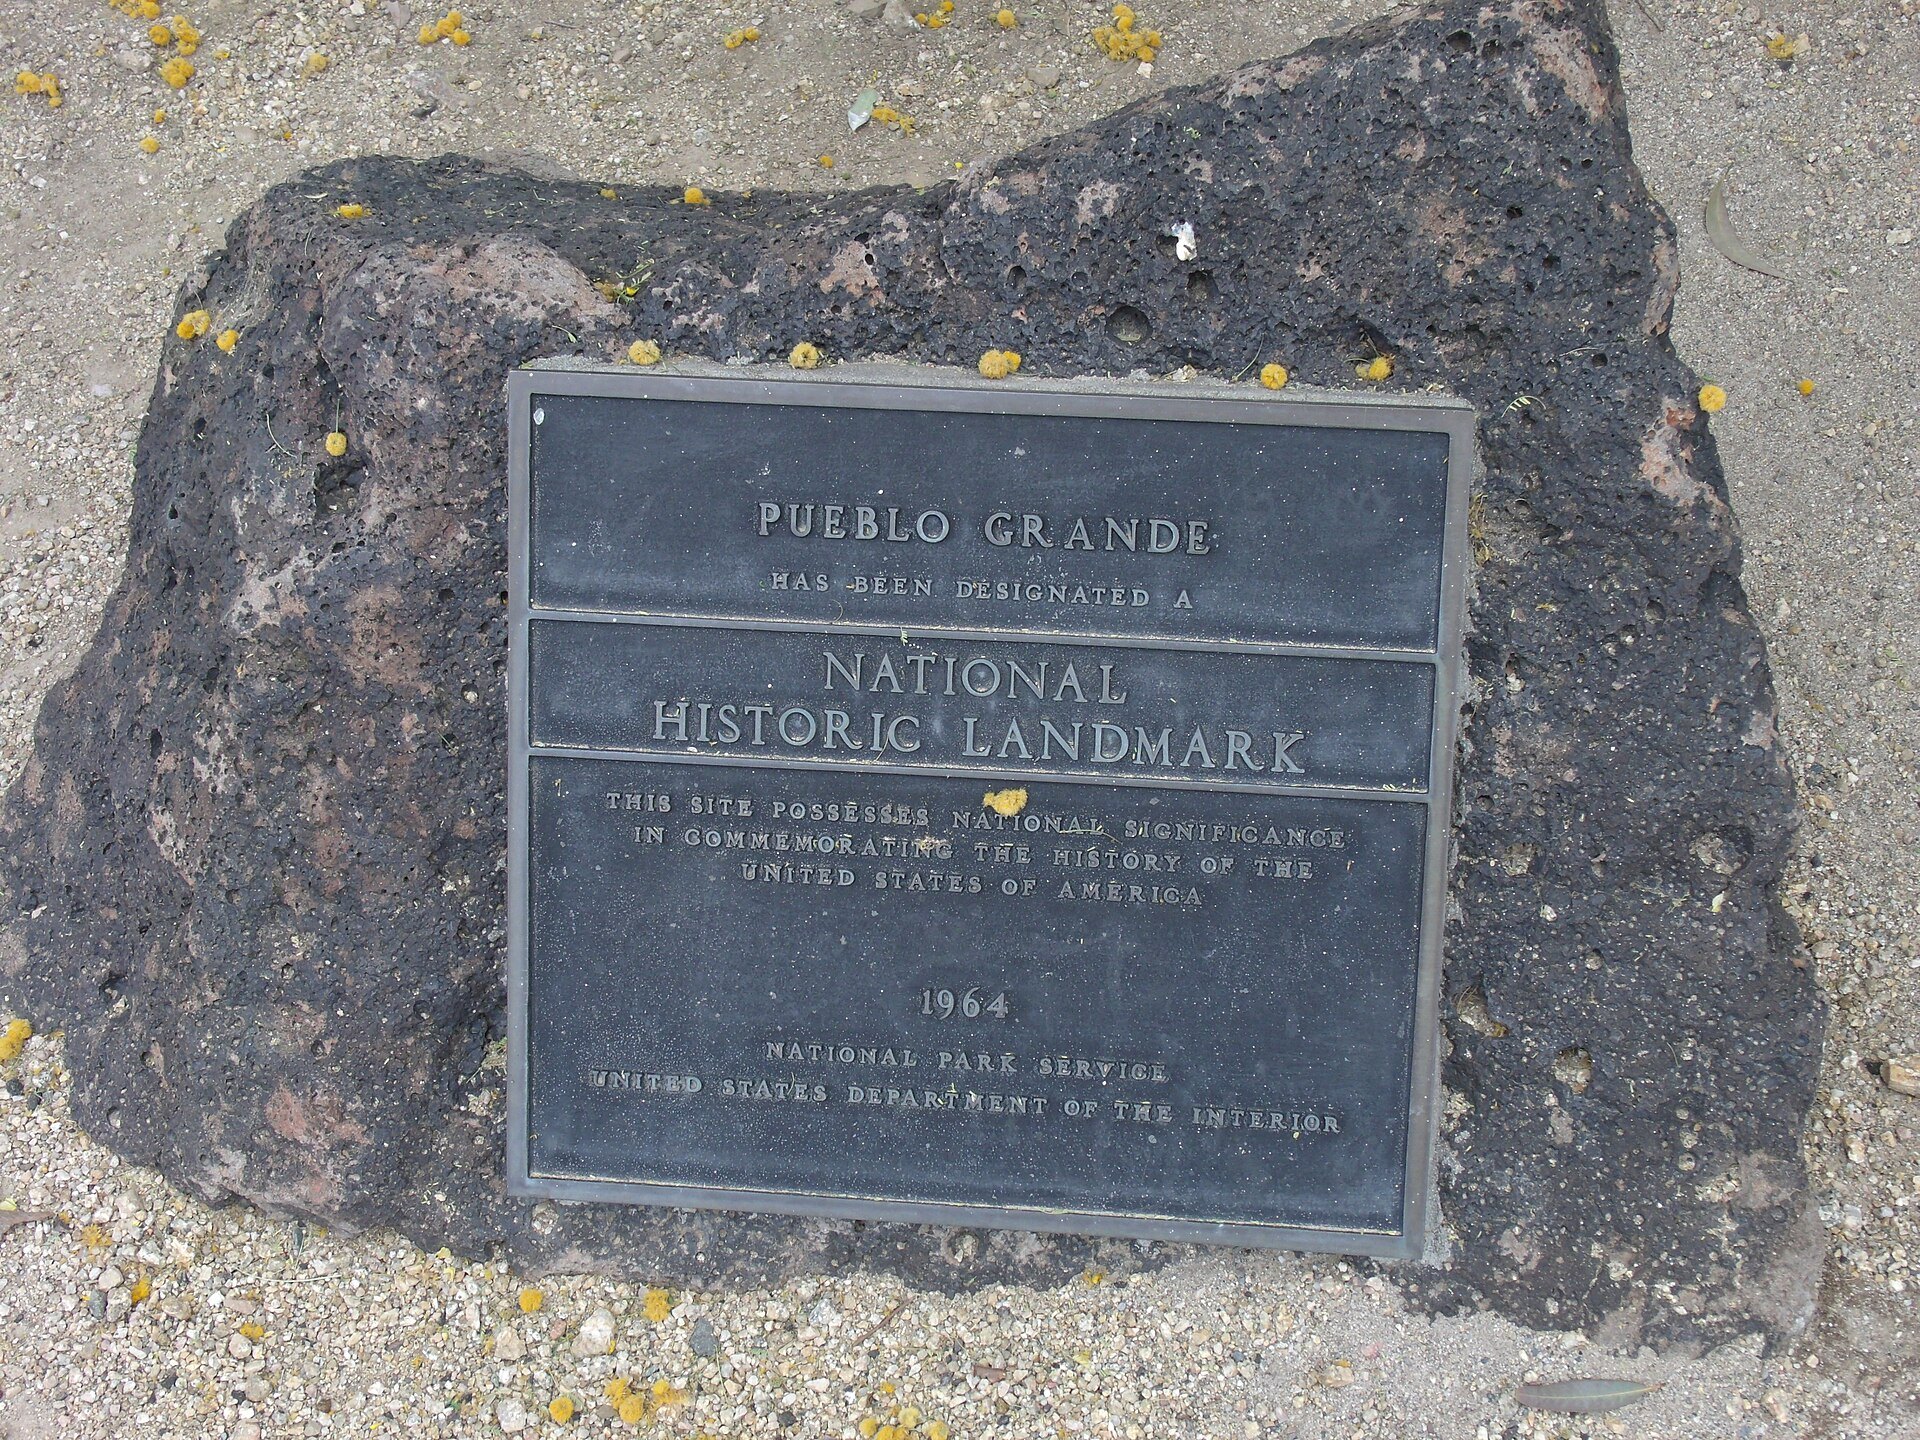 PUEBLO GRANDE
HAS BEEN DESIGNATED A
NATIONAL
HISTORIC LANDMARK
THIS SITE POSSESSES NATIONAL SIGNIFICANCE
IN COMMEMORATING THE HISTORY OF THE
UNITED STATES OF AMERICA
1964
NATIONAL PARK SERVICE
UNITED STATES DEPARTMENT OF THE INTERIOR